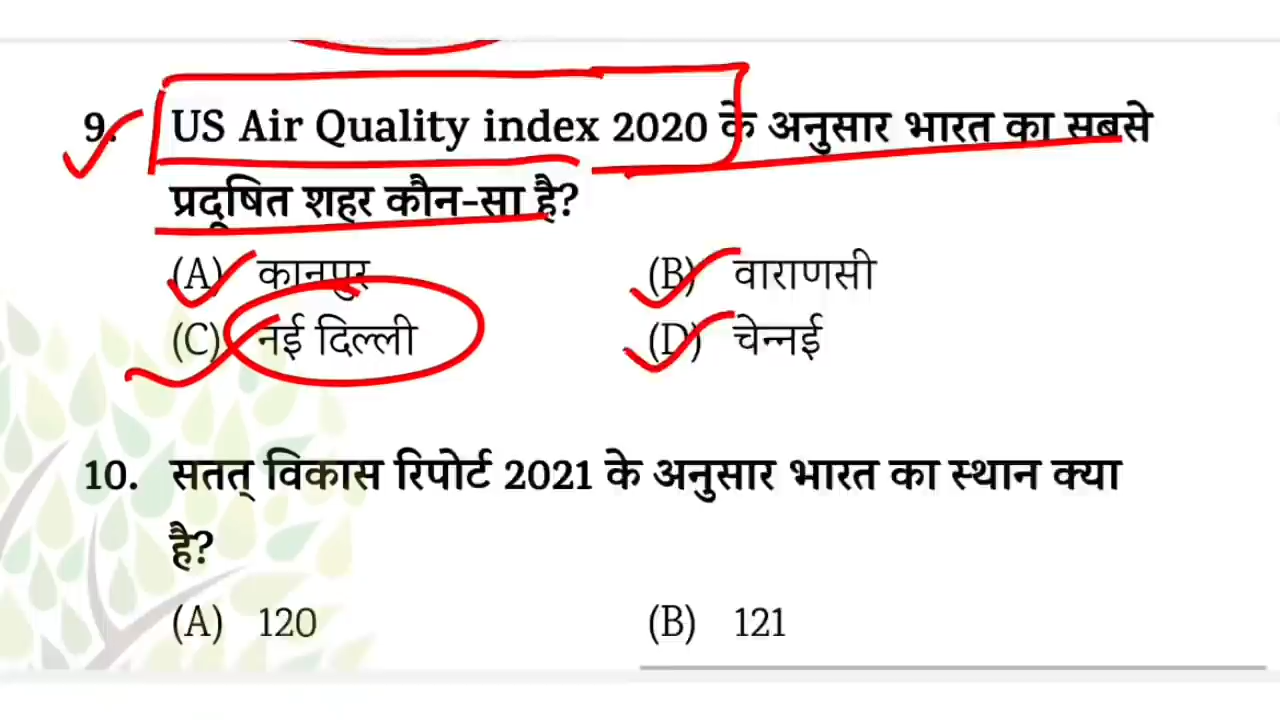 9. US Air Quality index 2020 के अनुसार भारत का सबसे
प्रदूषित शहर कौन-सा है?
(A) कानपुर (B) वाराणसी
(C) नई दिल्ली (D) चेन्नई
10. सतत् विकास रिपोर्ट 2021 के अनुसार भारत का स्थान क्या
है?
(A) 120 (B) 121